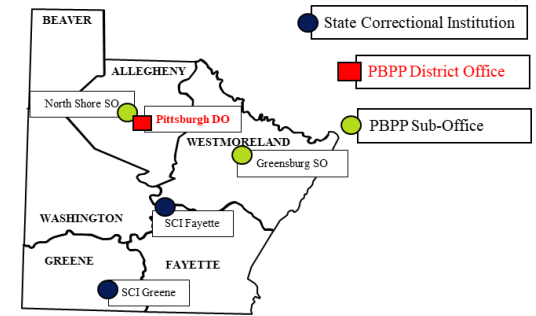 BEAVER
State Correctional Institution
ALLEGHENY
PBPP District Office
North Shore SO
Pittsburgh DO
PBPP Sub-Office
WESTMORELAND
Greensburg SO
WASHINGTON
SCI Fayette
GREENE
FAYETTE
SCI Greene